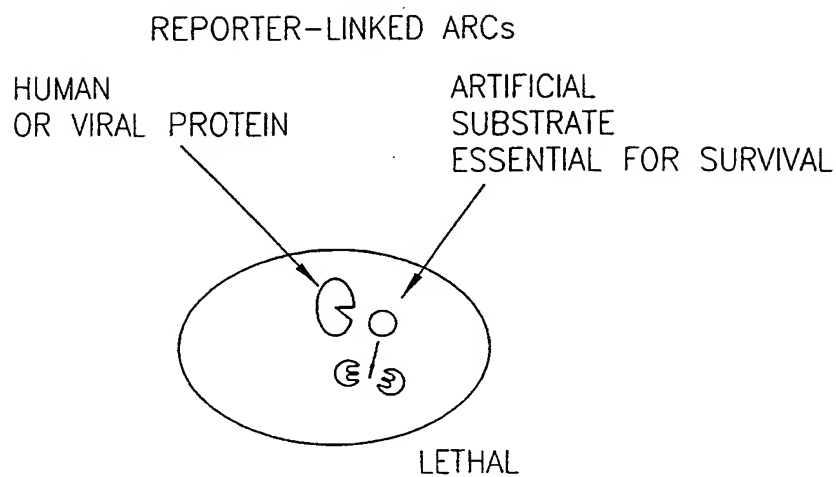 REPORTER-LINKED ARCs
HUMAN
OR VIRAL PROTEIN
ARTIFICIAL
SUBSTRATE
ESSENTIAL FOR SURVIVAL
LETHAL